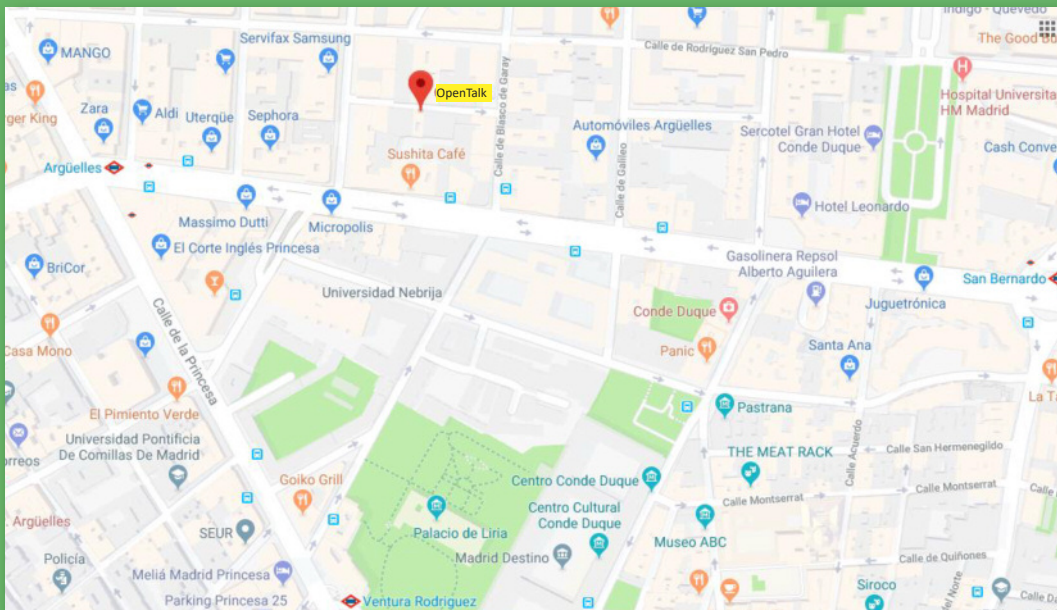 Indigo - Quevedo
MANGO
Servifax Samsung
Calle de Rodríguez San Pedro
The Good Bu
as
ger King
OpenTalk
Calle de Blasco de Garay
Hospital Universita
HM Madrid
Zara
Aldi
Uterqüe
Sephora
Automóviles Argüelles
Sercotel Gran Hotel
Conde Duque
Cash Conve
Argüelles
Sushita Café
Calle de Galileo
Hotel Leonardo
Massimo Dutti
Micropolis
El Corte Inglés Princesa
BriCor
Gasolinera Repsol
Alberto Aguilera
San Bernardo
Universidad Nebrija
Juguetrónica
Calle de la Princesa
Conde Duque
Casa Mono
Panic
Santa Ana
El Pimiento Verde
La Ta
Pastrana
Universidad Pontificia
De Comillas De Madrid
Calle Acuerdo
Calle San Hermenegildo
orreos
THE MEAT RACK
Goiko Grill
Centro Conde Duque
Calle Montserrat
Calle Montserrat
Calle
. Argüelles
SEUR
Palacio de Liria
Centro Cultural
Conde Duque
Museo ABC
Policía
Madrid Destino
Calle de Quiñones
Meliá Madrid Princesa
Parking Princesa 25
Ventura Rodríguez
Siroco
del Norte
Calle D